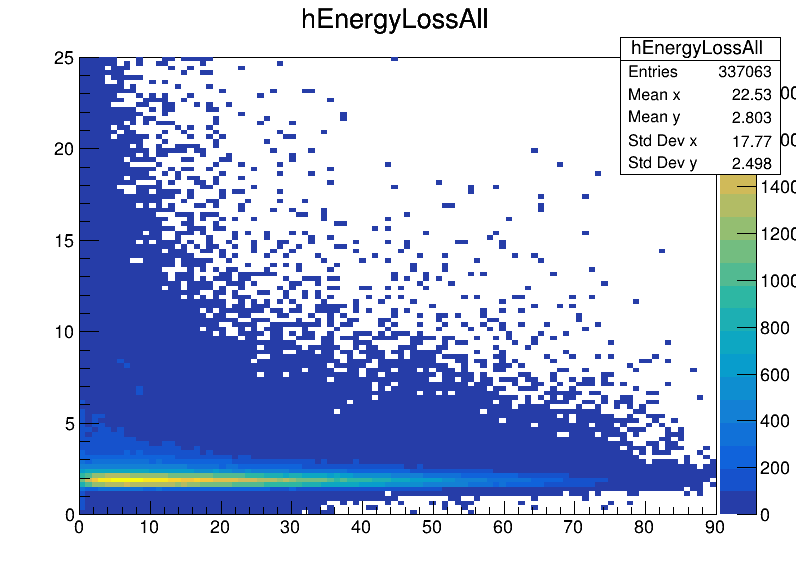 hEnergyLossAll
hEnergyLossAll
Entries 337063
Mean x 22.53
Mean y 2.803
Std Dev x 17.77
Std Dev y 2.498
25
20
15
10
5
0
0 10 20 30 40 50 60 70 80 90
1400
1000
800
600
400
200
0